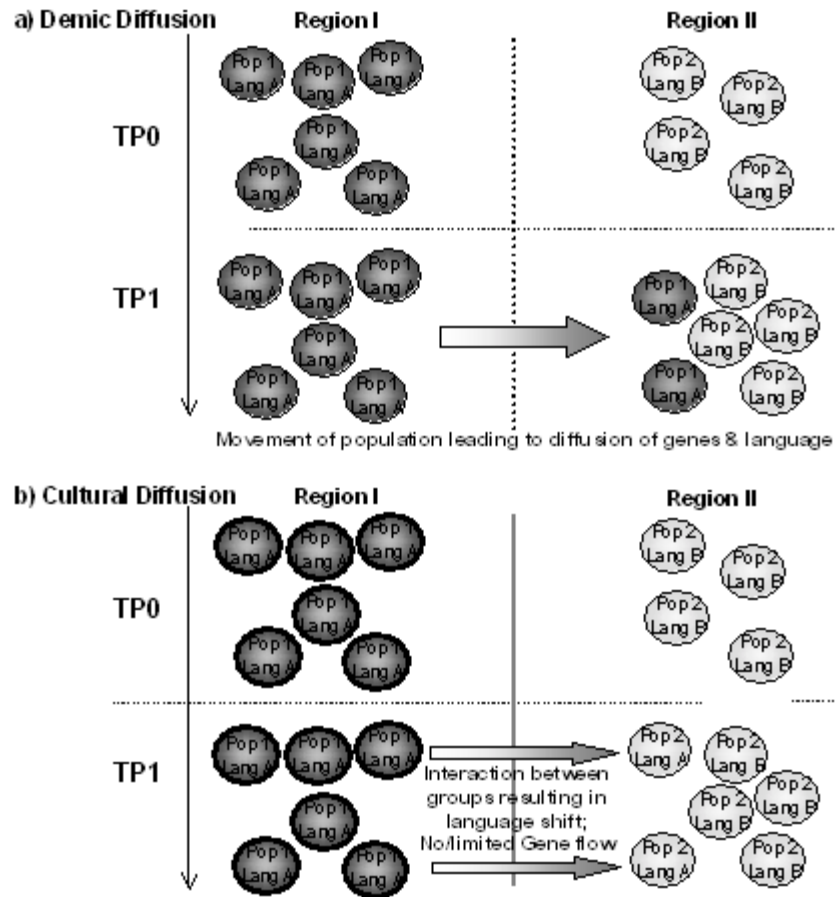 a) Demic Diffusion Region I Region II
Pop 1 Lang A
Pop 1 Lang A
Pop 1 Lang A
Pop 2 Lang B
Pop 2 Lang B
TP0
Pop 1 Lang A
Pop 2 Lang B
Pop 1 Lang A
Pop 1 Lang A
Pop 2 Lang B
TP1
Pop 1 Lang A
Pop 1 Lang A
Pop 1 Lang A
Pop 1 Lang A
Pop 2 Lang B
Pop 2 Lang B
Pop 1 Lang A
Pop 2 Lang B
Pop 1 Lang A
Pop 1 Lang A
Pop 1 Lang A
Pop 2 Lang B
Movement of population leading to diffusion of genes & language
b) Cultural Diffusion Region I Region II
Pop 1 Lang A
Pop 1 Lang A
Pop 1 Lang A
Pop 2 Lang B
Pop 2 Lang B
TP0
Pop 1 Lang A
Pop 2 Lang B
Pop 1 Lang A
Pop 1 Lang A
Pop 2 Lang B
TP1
Pop 1 Lang A
Pop 1 Lang A
Pop 1 Lang A
Pop 2 Lang A
Pop 2 Lang B
Pop 2 Lang B
Interaction between
groups resulting in
language shift;
No/limited Gene flow
Pop 1 Lang A
Pop 2 Lang B
Pop 1 Lang A
Pop 1 Lang A
Pop 2 Lang A
Pop 2 Lang B